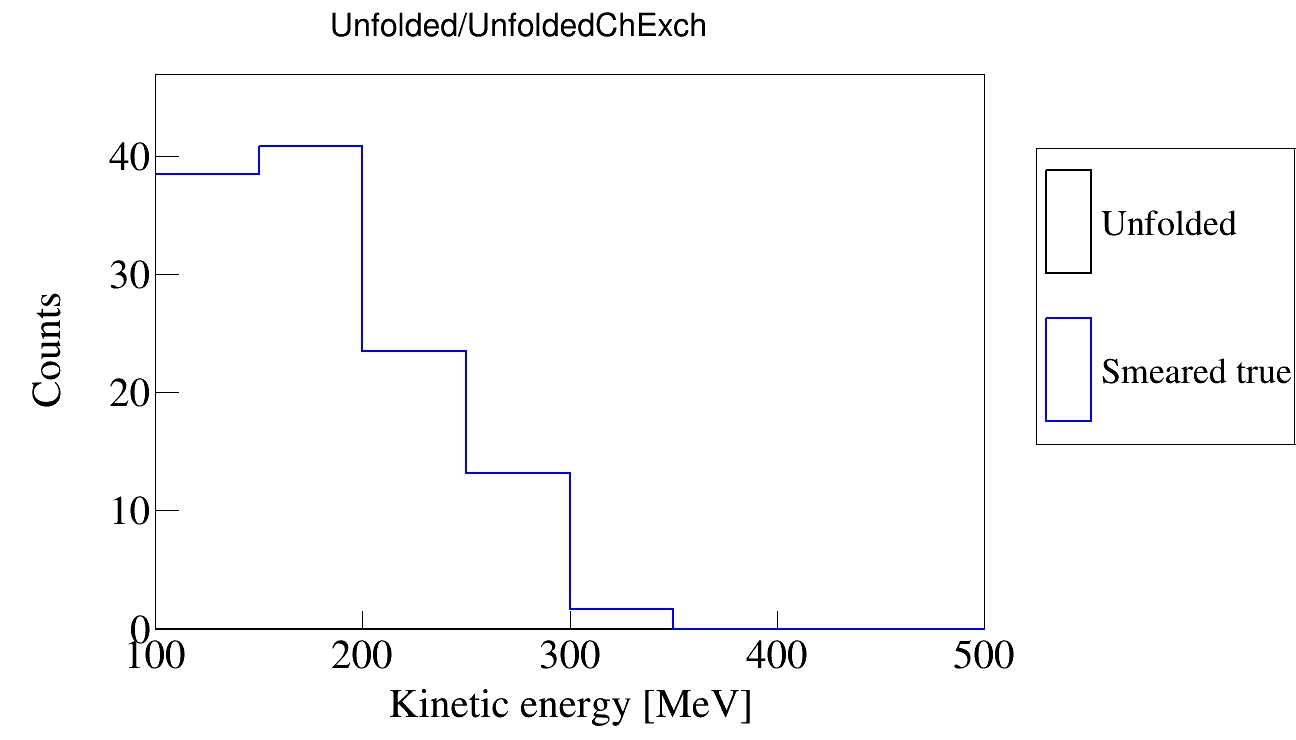 Unfolded/UnfoldedChExch
40
30
20
10
0
Counts
100 200 300 400 500
Kinetic energy [MeV]
Unfolded
Smeared true